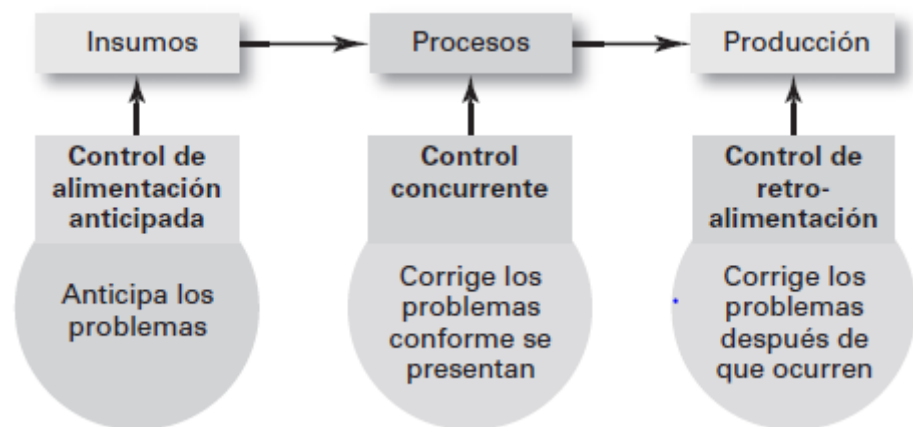 Insumos
Procesos
Producción
Control de
alimentación
anticipada
Control
concurrente
Control de
retro-
alimentación
Anticipa los
problemas
Corrige los
problemas
conforme se
presentan
Corrige los
problemas
después de
que ocurren